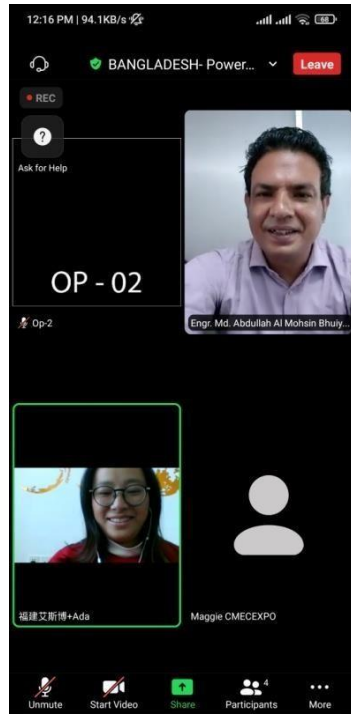 12:16 PM | 94.1KB/s
68
BANGLADESH- Power...
Leave
REC
?
Ask for Help
OP - 02
Op-2
Engr. Md. Abdullah Al Mohsin Bhuiy...
福建艾斯博+Ada
Maggie CMECEXPO
Unmute
Start Video
Share
Participants
4
More